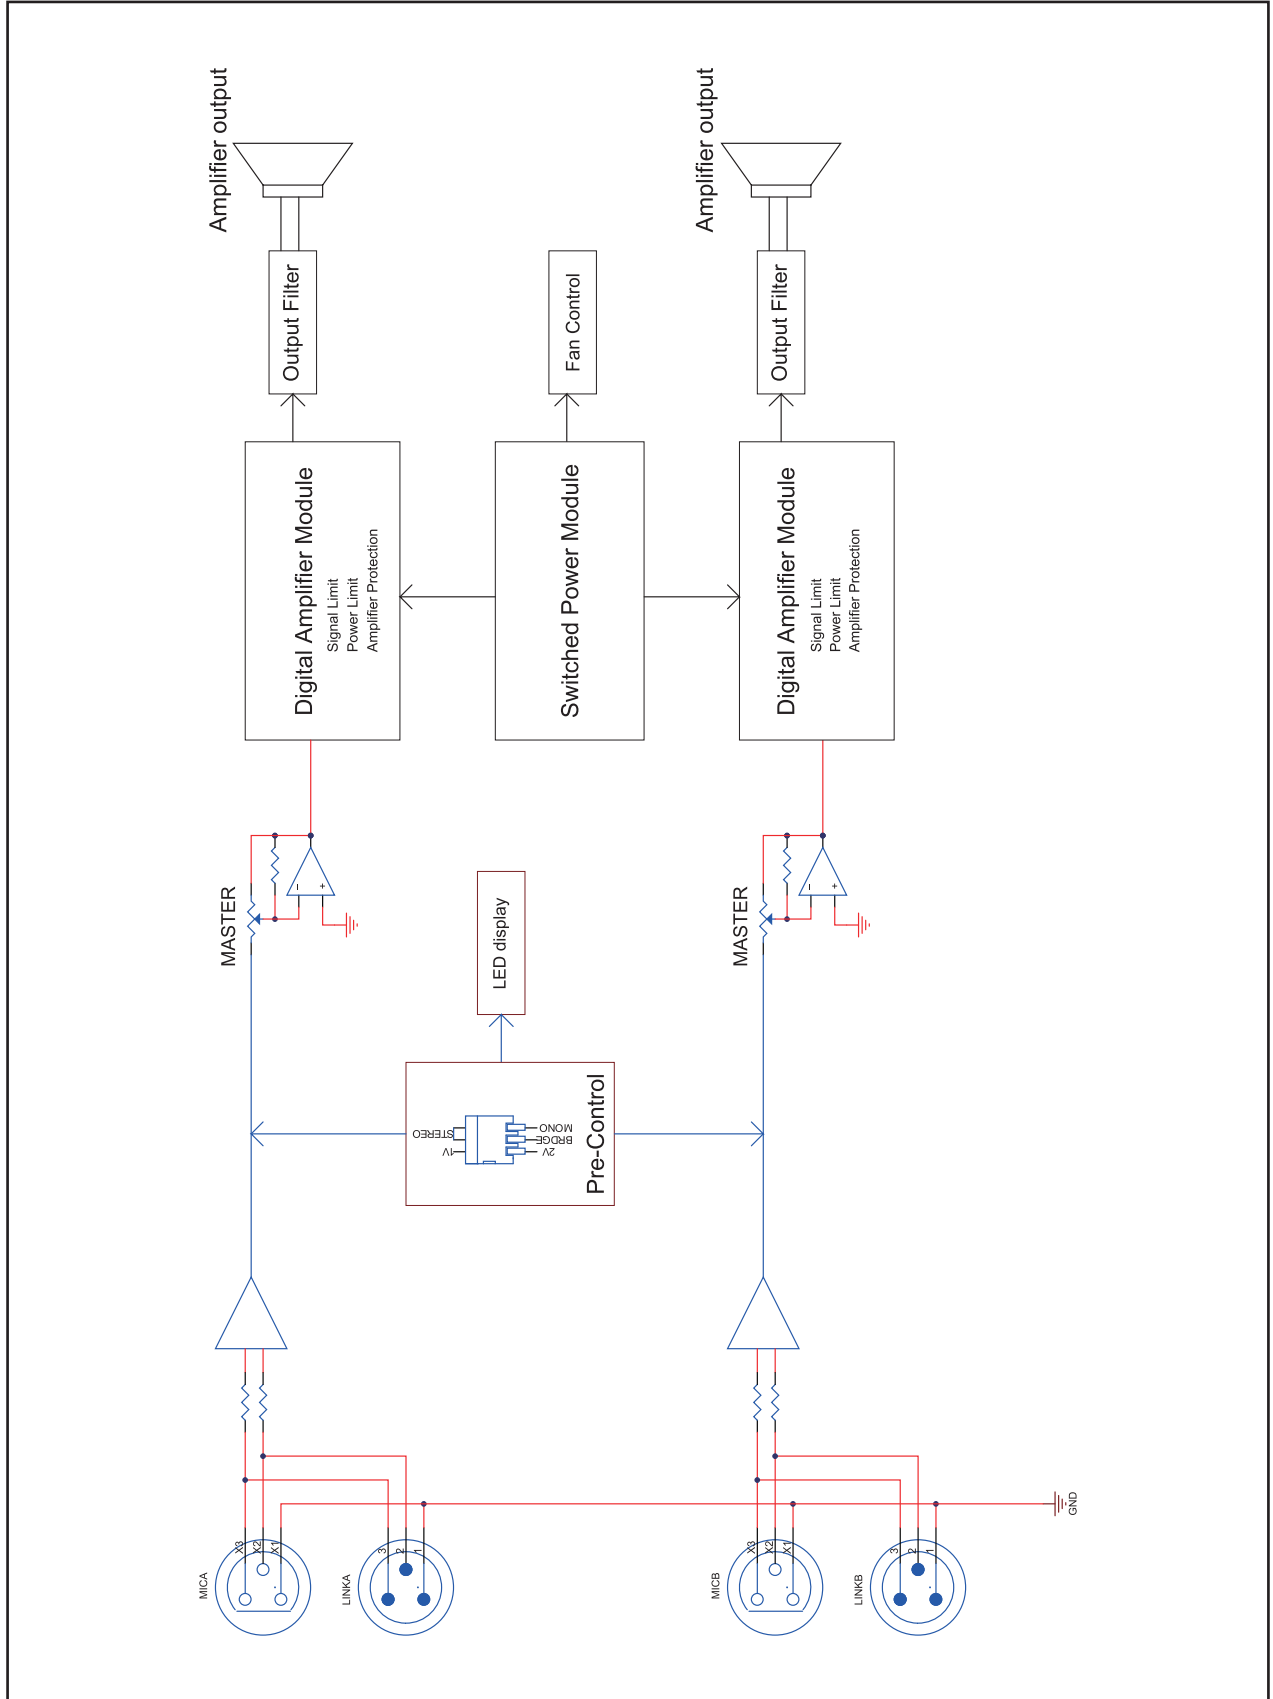 Amplifier output
Output Filter
Digital Amplifier Module
Signal Limit
Power Limit
Amplifier Protection
Fan Control
Switched Power Module
Amplifier output
Output Filter
Digital Amplifier Module
Signal Limit
Power Limit
Amplifier Protection
MASTER
-
+
LED display
MASTER
-
+
STEREO
1V
MONO
BRDGE
2V
Pre-Control
MICA
X3
X2
X1
LINKA
3
2
1
MICB
X3
X2
X1
LINKB
3
2
1
GND